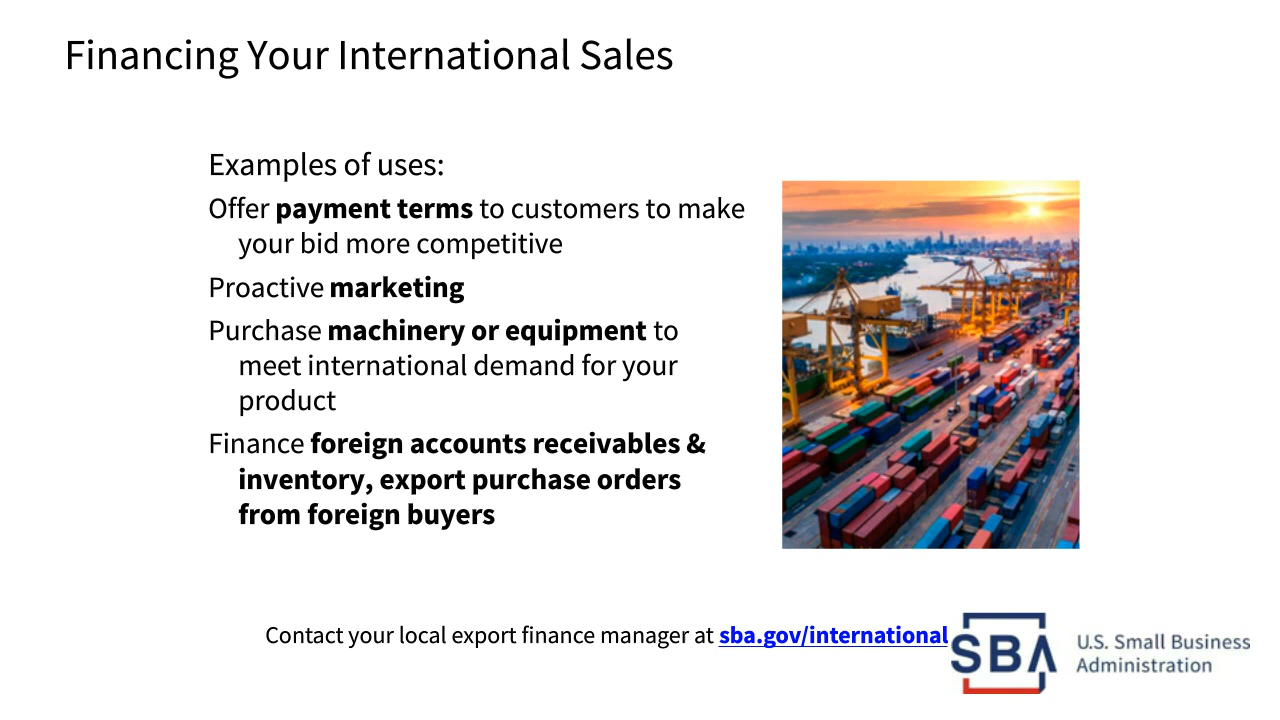 Financing Your International Sales
Examples of uses:
Offer payment terms to customers to make
your bid more competitive
Proactive marketing
Purchase machinery or equipment to
meet international demand for your
product
Finance foreign accounts receivables &
inventory, export purchase orders
from foreign buyers
Contact your local export finance manager at sba.gov/international
SBA
U.S. Small Business
Administration